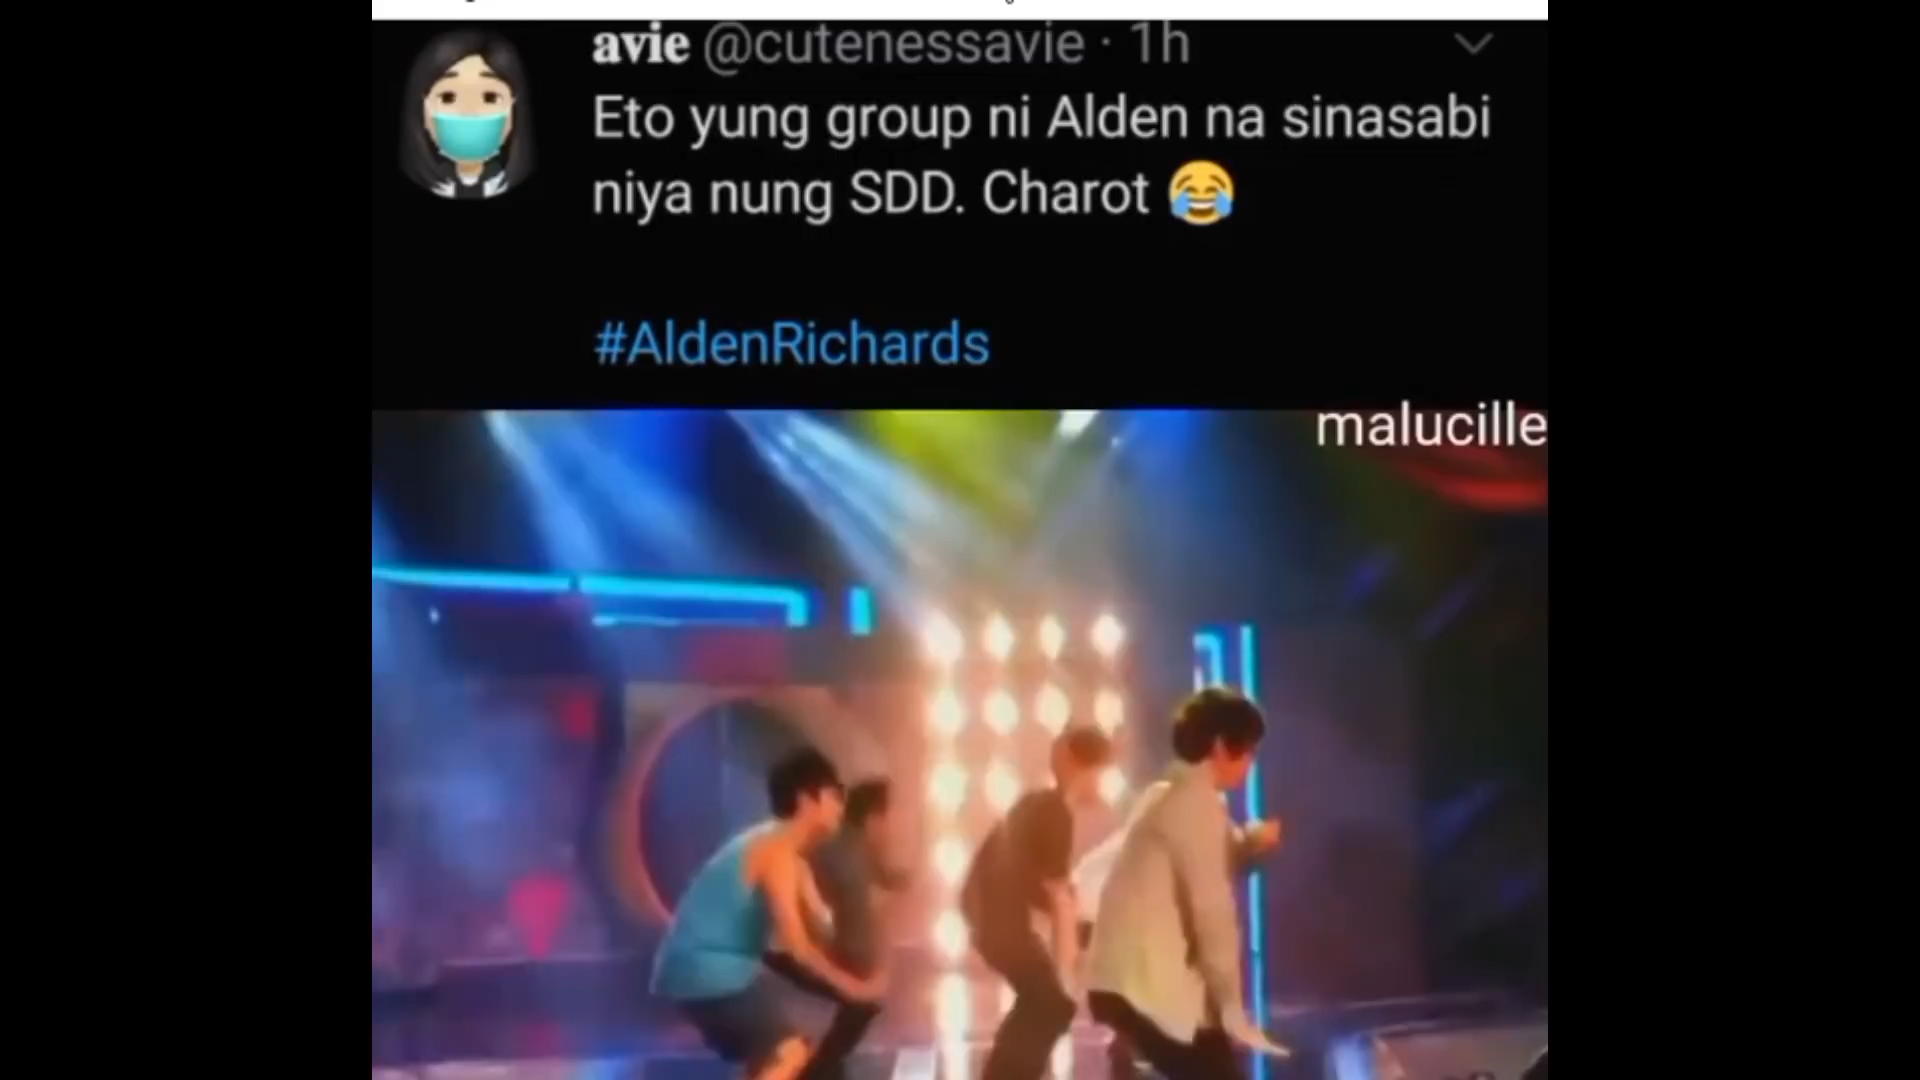 avie @cutenessavie · 1h
Eto yung group ni Alden na sinasabi
niya nung SDD. Charot 😂
#AldenRichards
malucille